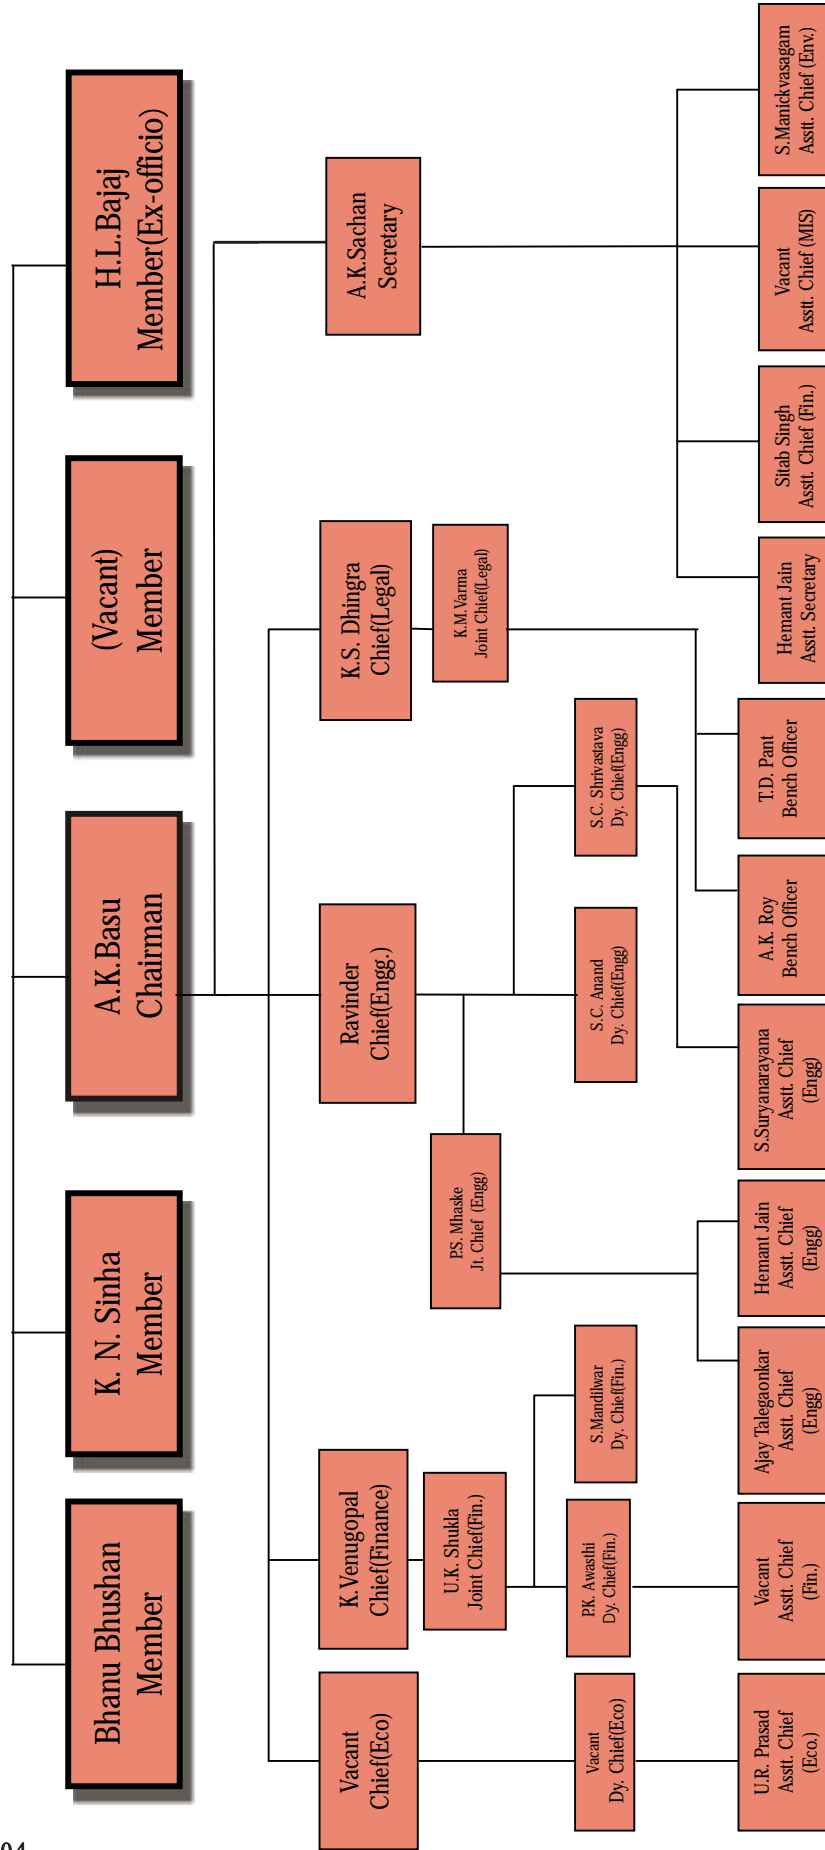 Bhanu Bhushan
Member
K. N. Sinha
Member
A.K.Basu
Chairman
(Vacant)
Member
H.L.Bajaj
Member(Ex-officio)
Vacant
Chief(Eco)
K.Venugopal
Chief(Finance)
Ravinder
Chief(Engg.)
K.S. Dhingra
Chief(Legal)
A.K.Sachan
Secretary
U.K. Shukla
Joint Chief(Fin.)
P.S. Mhaske
Jt. Chief (Engg)
K.M.Varma
Joint Chief(Legal)
Vacant
Dy. Chief(Eco)
P.K. Awasthi
Dy. Chief(Fin.)
S.Mandilwar
Dy. Chief(Fin.)
S.C. Anand
Dy. Chief(Engg)
S.C. Shrivastava
Dy. Chief(Engg)
U.R. Prasad
Asstt. Chief
(Eco.)
Vacant
Asstt. Chief
(Fin.)
Ajay Talegaonkar
Asstt. Chief
(Engg)
Hemant Jain
Asstt. Chief
(Engg)
S.Suryanarayana
Asstt. Chief
(Engg)
A.K. Roy
Bench Officer
T.D. Pant
Bench Officer
Hemant Jain
Asstt. Secretary
Sitab Singh
Asstt. Chief (Fin.)
Vacant
Asstt. Chief (MIS)
S.Manickvasagam
Asstt. Chief (Env.)